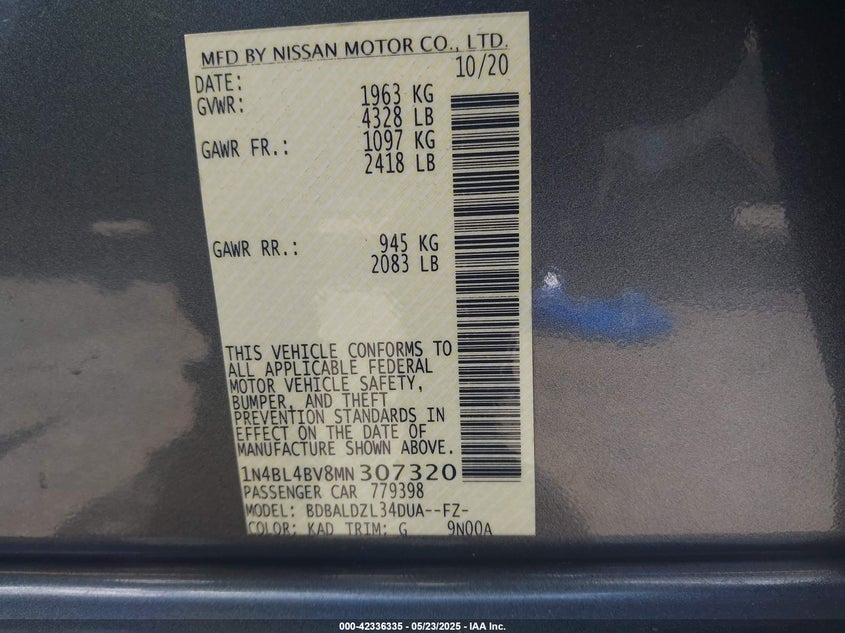 MFD BY NISSAN MOTOR CO., LTD.
DATE: 10/20
GVWR: 1963 KG
4328 LB
GAWR FR.: 1097 KG
2418 LB
GAWR RR.: 945 KG
2083 LB
THIS VEHICLE CONFORMS TO
ALL APPLICABLE FEDERAL
MOTOR VEHICLE SAFETY,
BUMPER, AND THEFT
PREVENTION STANDARDS IN
EFFECT ON THE DATE OF
MANUFACTURE SHOWN ABOVE.
1N4BL4BV8MN307320
PASSENGER CAR 779398
MODEL: BDBALDZL34DUA--FZ-
COLOR: KAD TRIM: G 9N00A
000-42336335 - 05/23/2025 - IAA Inc.